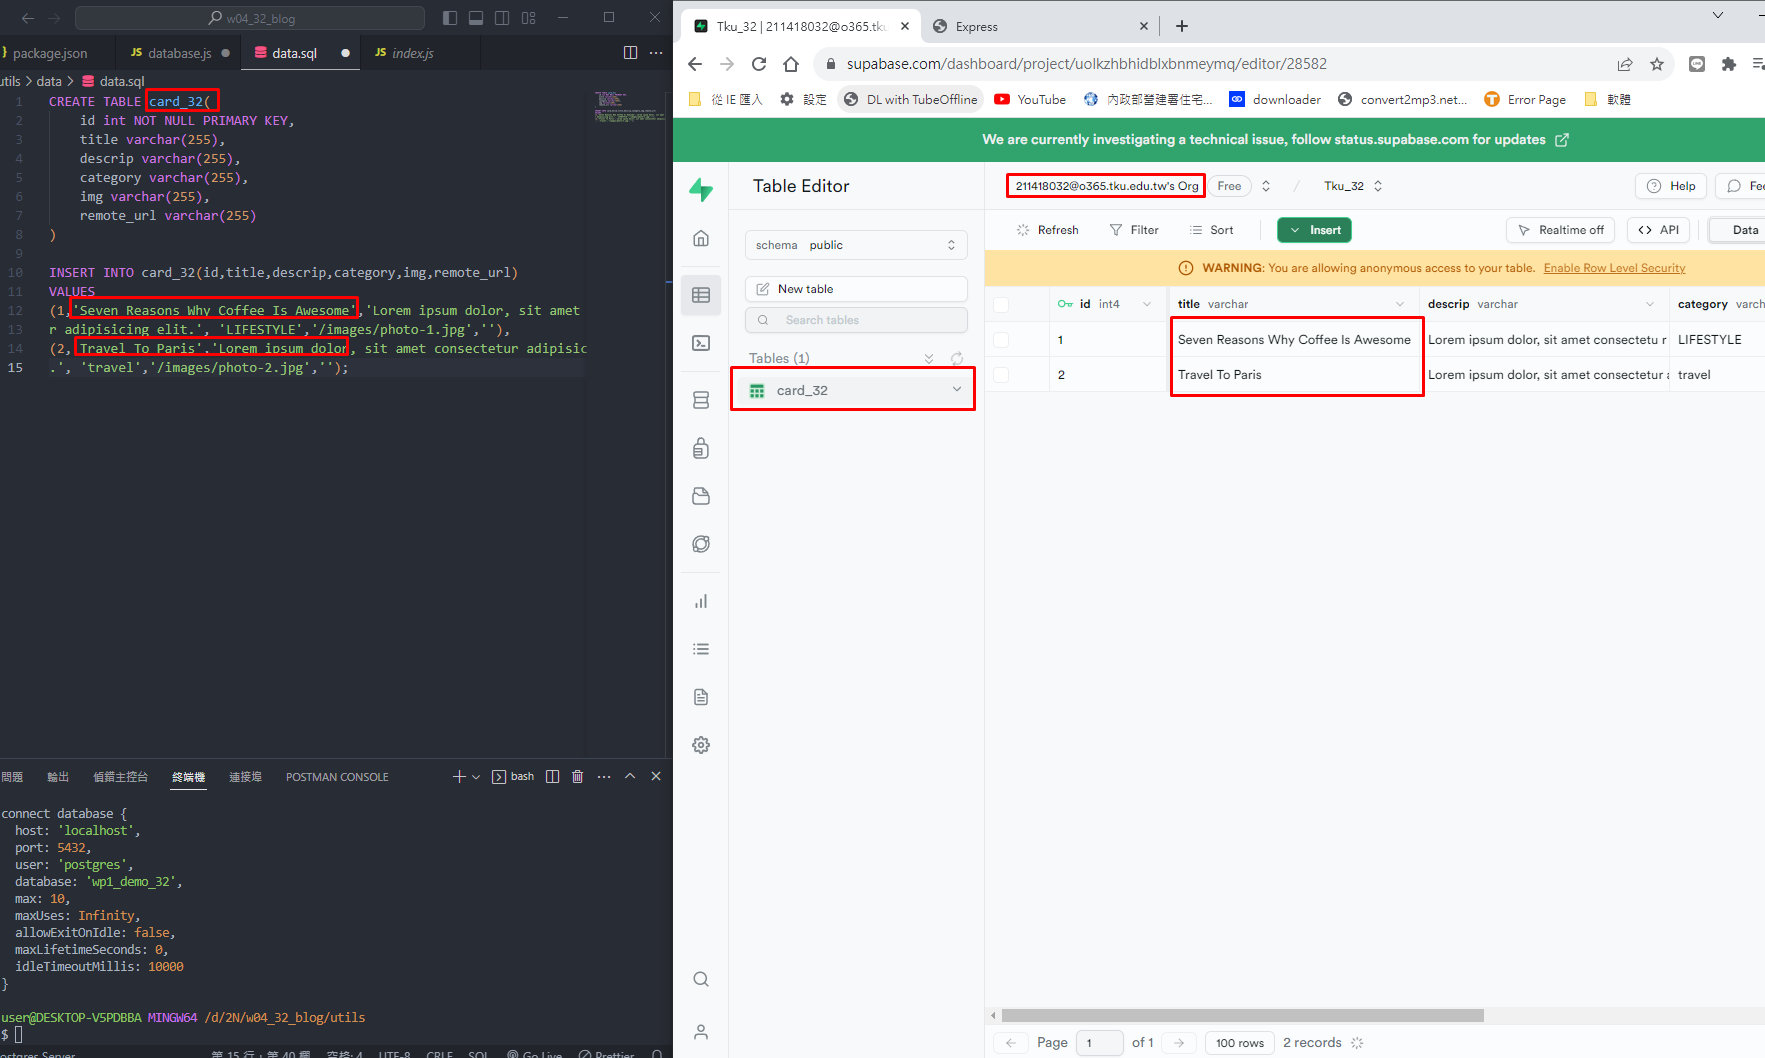 w04_32_blog
package.json
JS database.js
data.sql
JS index.js
utils > data > data.sql
1 CREATE TABLE card_32(
2 id int NOT NULL PRIMARY KEY,
3 title varchar(255),
4 descrip varchar(255),
5 category varchar(255),
6 img varchar(255),
7 remote_url varchar(255)
8 )
9
10 INSERT INTO card_32(id,title,descrip,category,img,remote_url)
11 VALUES
12 (1,'Seven Reasons Why Coffee Is Awesome','Lorem ipsum dolor, sit amet
13 r adipisicing elit.', 'LIFESTYLE','/images/photo-1.jpg',''),
14 (2,'Travel To Paris','Lorem ipsum dolor, sit amet consectetur adipisic
15 .', 'travel','/images/photo-2.jpg','');
問題 輸出 偵錯主控台 終端機 連接埠 POSTMAN CONSOLE
bash
connect database {
host: 'localhost',
port: 5432,
user: 'postgres',
database: 'wp1_demo_32',
max: 10,
maxUses: Infinity,
allowExitOnIdle: false,
maxLifetimeSeconds: 0,
idleTimeoutMillis: 10000
}
user@DESKTOP-V5PDBBA MINGW64 /d/2N/w04_32_blog/utils
$
ostgres Server 第 15 行，第 40 欄 空格: 4 UTF-8 CRLF SQL Go Live Prettier
Tku_32 | 211418032@o365.tku
Express
supabase.com/dashboard/project/uolkzhbhidblxbnmeymq/editor/28582
從 IE 匯入 設定 DL with TubeOffline YouTube 內政部營建署住宅... downloader convert2mp3.net... Error Page 軟體
We are currently investigating a technical issue, follow status.supabase.com for updates
Table Editor
211418032@o365.tku.edu.tw's Org Free / Tku_32
Help
Fee
schema public
New table
Search tables
Tables (1)
card_32
Refresh Filter Sort Insert Realtime off <> API Data
WARNING: You are allowing anonymous access to your table. Enable Row Level Security
id int4 title varchar descrip varchar category varch
1 Seven Reasons Why Coffee Is Awesome Lorem ipsum dolor, sit amet consectetu r LIFESTYLE
2 Travel To Paris Lorem ipsum dolor, sit amet consectetur a travel
Page 1 of 1 100 rows 2 records